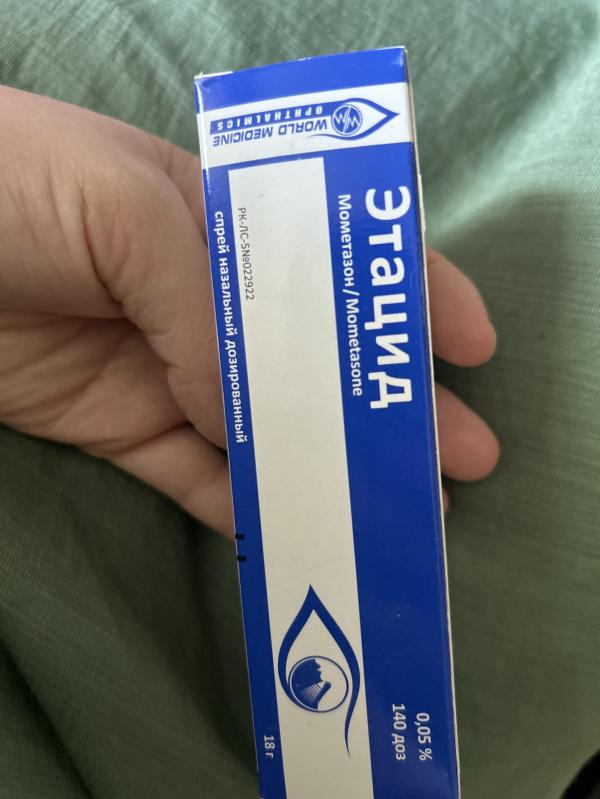 WORLD MEDICINE
OPHTHALMICS
Этацид
Мометазон/Mometasone
РК-ЛС-5№022922
спрей назальный дозированный
0,05 %
140 доз
18 г